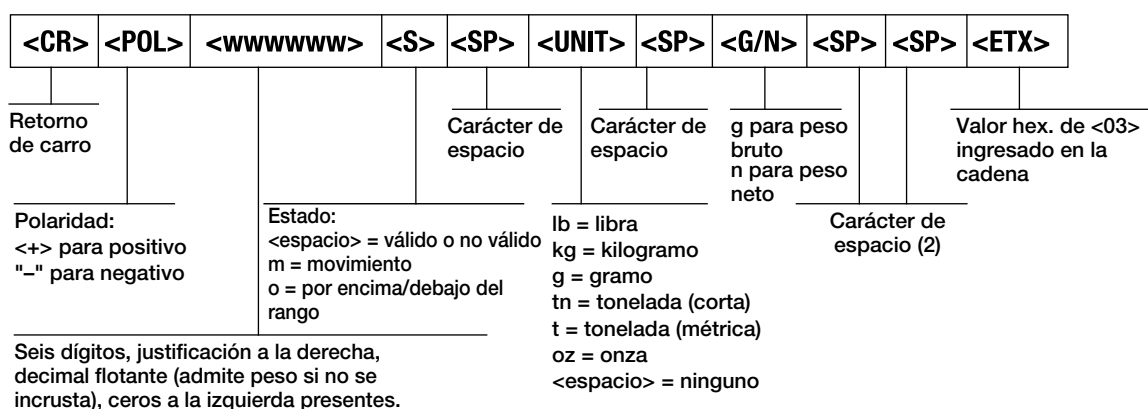 <CR> <POL> <wwwwww> <S> <SP> <UNIT> <SP> <G/N> <SP> <SP> <ETX>
Retorno
de carro
Carácter de
espacio
Carácter de
espacio
g para peso
bruto
n para peso
neto
Valor hex. de <03>
ingresado en la
cadena
Polaridad:
<+> para positivo
"–" para negativo
Estado:
<espacio> = válido o no válido
m = movimiento
o = por encima/debajo del
rango
lb = libra
kg = kilogramo
g = gramo
tn = tonelada (corta)
t = tonelada (métrica)
oz = onza
<espacio> = ninguno
Carácter de
espacio (2)
Seis dígitos, justificación a la derecha,
decimal flotante (admite peso si no se
incrusta), ceros a la izquierda presentes.